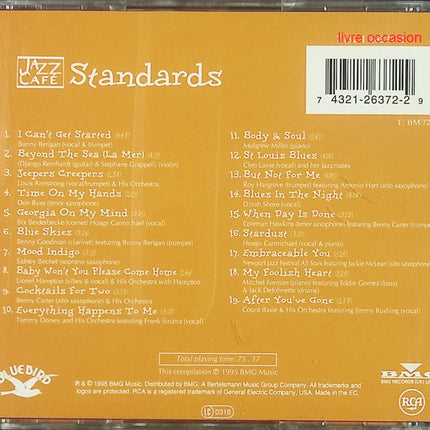 livre occasion
JAZZ CAFÉ Standards
7 4321-26372-2 9
F: BM 72
1. I Can't Get Started
Bunny Berigan (vocal & trumpet)
2. Beyond The Sea (La Mer)
(Django Reinhardt (guitar) & Stephane Grappelli (violin)
3. Jeepers Creepers
Louis Armstrong (vocal/trumpet) & His Orchestra
4. Time On My Hands
Don Byas (tenor saxophone)
5. Georgia On My Mind
Bix Beiderbecke (cornet) & Hoagy Carmichael (vocal)
6. Blue Skies
Benny Goodman (clarinet) featuring Bunny Berigan (trumpet)
7. Mood Indigo
Sidney Bechet (soprano saxophone)
8. Baby Won't You Please Come Home
Lionel Hampton (vibes & vocal) & His Orchestra with Hampton
9. Cocktails For Two
Benny Carter (alto saxophone) & His Orchestra
10. Everything Happens To Me
Tommy Dorsey and His Orchestra featuring Frank Sinatra (vocal)
11. Body & Soul
Mulgrew Miller (piano)
12. St Louis Blues
Cleo Laine (vocal) and her Jazzmates
13. But Not For Me
Roy Hargrove (trumpet) featuring Antonio Hart (alto saxophone)
14. Blues In The Night
Dinah Shore (vocal)
15. When Day Is Done
Coleman Hawkins (tenor saxophone) featuring Benny Carter (trumpet)
16. Stardust
Hoagy Carmichael (vocal & piano)
17. Embraceable You
Newport Jazz Festival All Stars featuring Jackie McLean (alto saxophone)
18. My Foolish Heart
Mitchel Forman (piano) featuring Eddie Gomez (bass)
& Jack DeJohnette (drums)
19. After You've Gone
Count Basie & His Orchestra featuring Jimmy Rushing (vocal)
Total playing time: 75 . 17
This compilation ℗ 1995 BMG Music
BLUEBIRD
℗ & © 1995 BMG Music. Distributed by BMG. A Bertelsmann Music Group Company. All trademarks and
logos are protected. RCA is a registered trademark of General Electric Company, USA. Made in the EC.
LC 0316
BMG
BMG RECORDS (UK)
RCA